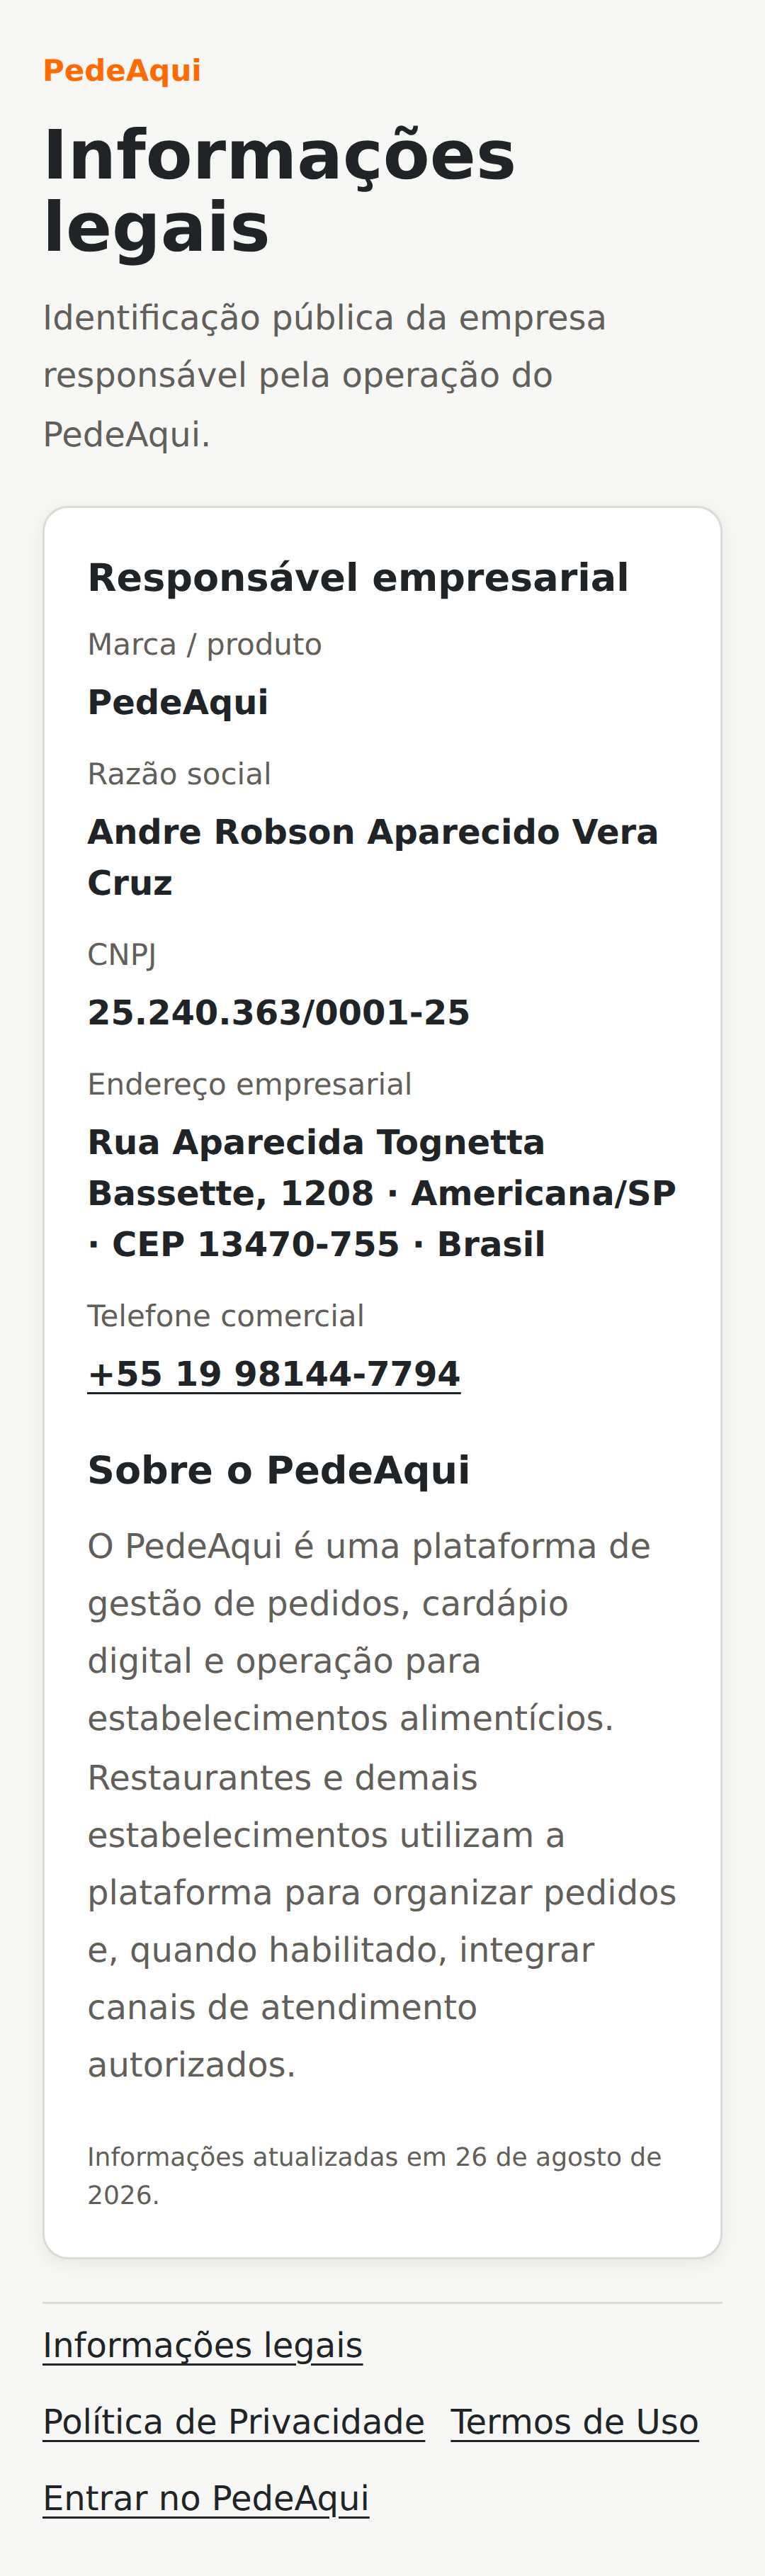 PedeAqui
Informações
legais
Identificação pública da empresa
responsável pela operação do
PedeAqui.
Responsável empresarial
Marca / produto
PedeAqui
Razão social
Andre Robson Aparecido Vera
Cruz
CNPJ
25.240.363/0001-25
Endereço empresarial
Rua Aparecida Tognetta
Bassette, 1208 · Americana/SP
· CEP 13470-755 · Brasil
Telefone comercial
+55 19 98144-7794
Sobre o PedeAqui
O PedeAqui é uma plataforma de
gestão de pedidos, cardápio
digital e operação para
estabelecimentos alimentícios.
Restaurantes e demais
estabelecimentos utilizam a
plataforma para organizar pedidos
e, quando habilitado, integrar
canais de atendimento
autorizados.
Informações atualizadas em 26 de agosto de
2026.
Informações legais
Política de Privacidade Termos de Uso
Entrar no PedeAqui